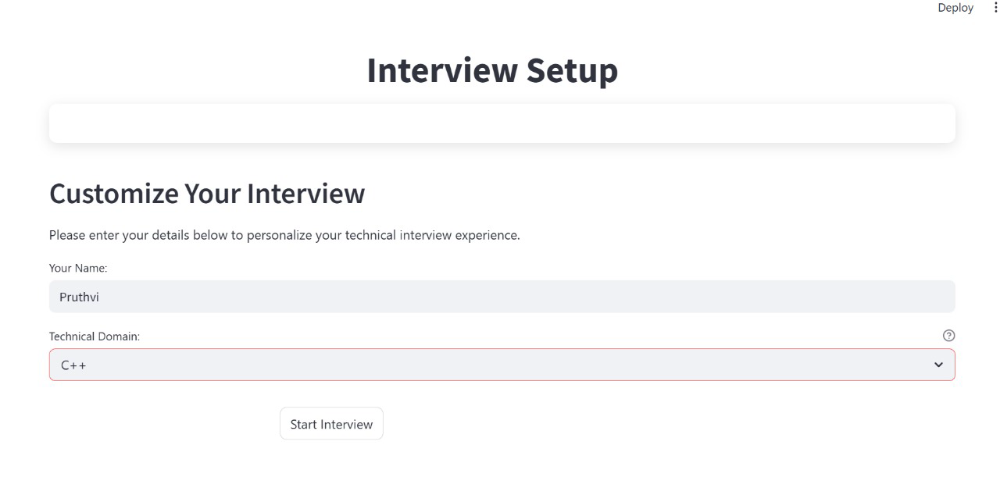 Deploy
Interview Setup
Customize Your Interview
Please enter your details below to personalize your technical interview experience.
Your Name:
Pruthvi
Technical Domain:
C++
Start Interview